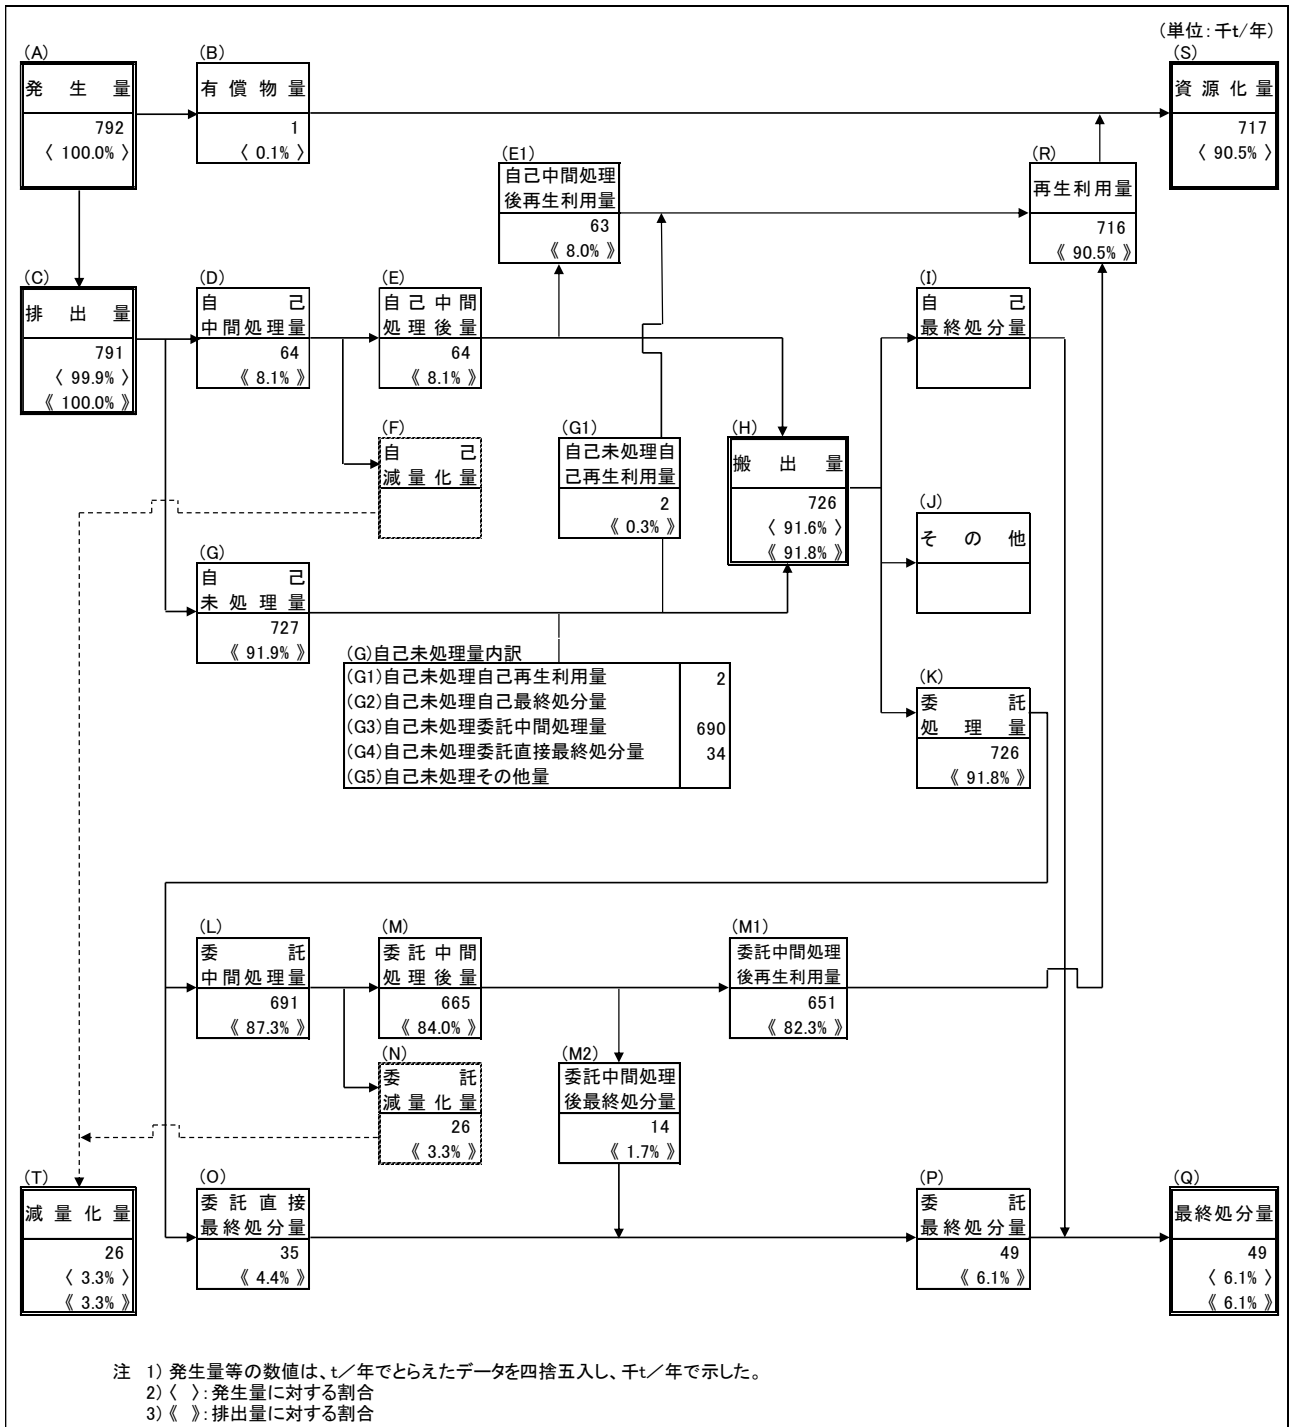 (単位:千t/年)
(A)
発生量
792
〈 100.0% 〉
(B)
有償物量
1
〈 0.1% 〉
(S)
資源化量
717
〈 90.5% 〉
(E1)
自己中間処理
後再生利用量
63
《 8.0% 》
(R)
再生利用量
716
《 90.5% 》
(C)
排出量
791
〈 99.9% 〉
《 100.0% 》
(D)
自己
中間処理量
64
《 8.1% 》
(E)
自己中間
処理後量
64
《 8.1% 》
(I)
自己
最終処分量
(F)
自己
減量化量
(G1)
自己未処理自
己再生利用量
2
《 0.3% 》
(H)
搬出量
726
〈 91.6% 〉
《 91.8% 》
(J)
その他
(G)
自己
未処理量
727
《 91.9% 》
(G)自己未処理量内訳
(G1)自己未処理自己再生利用量 2
(G2)自己未処理自己最終処分量
(G3)自己未処理委託中間処理量 690
(G4)自己未処理委託直接最終処分量 34
(G5)自己未処理その他量
(K)
委託
処理量
726
《 91.8% 》
(L)
委託
中間処理量
691
《 87.3% 》
(M)
委託中間
処理後量
665
《 84.0% 》
(M1)
委託中間処理
後再生利用量
651
《 82.3% 》
(N)
委託
減量化量
26
《 3.3% 》
(M2)
委託中間処理
後最終処分量
14
《 1.7% 》
(T)
減量化量
26
〈 3.3% 〉
《 3.3% 》
(O)
委託直接
最終処分量
35
《 4.4% 》
(P)
委託
最終処分量
49
《 6.1% 》
(Q)
最終処分量
49
〈 6.1% 〉
《 6.1% 》
注 1) 発生量等の数値は、t/年でとらえたデータを四捨五入し、千t/年で示した。
2)〈 〉:発生量に対する割合
3)《 》:排出量に対する割合